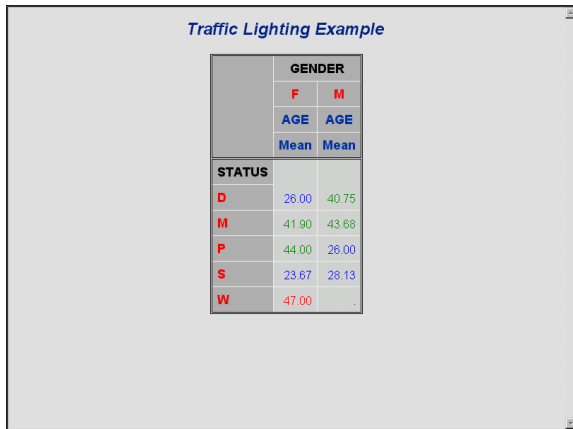 Traffic Lighting Example
GENDER
F M
AGE AGE
Mean Mean
STATUS
D 26.00 40.75
M 41.90 43.68
P 44.00 26.00
S 23.67 28.13
W 47.00 .